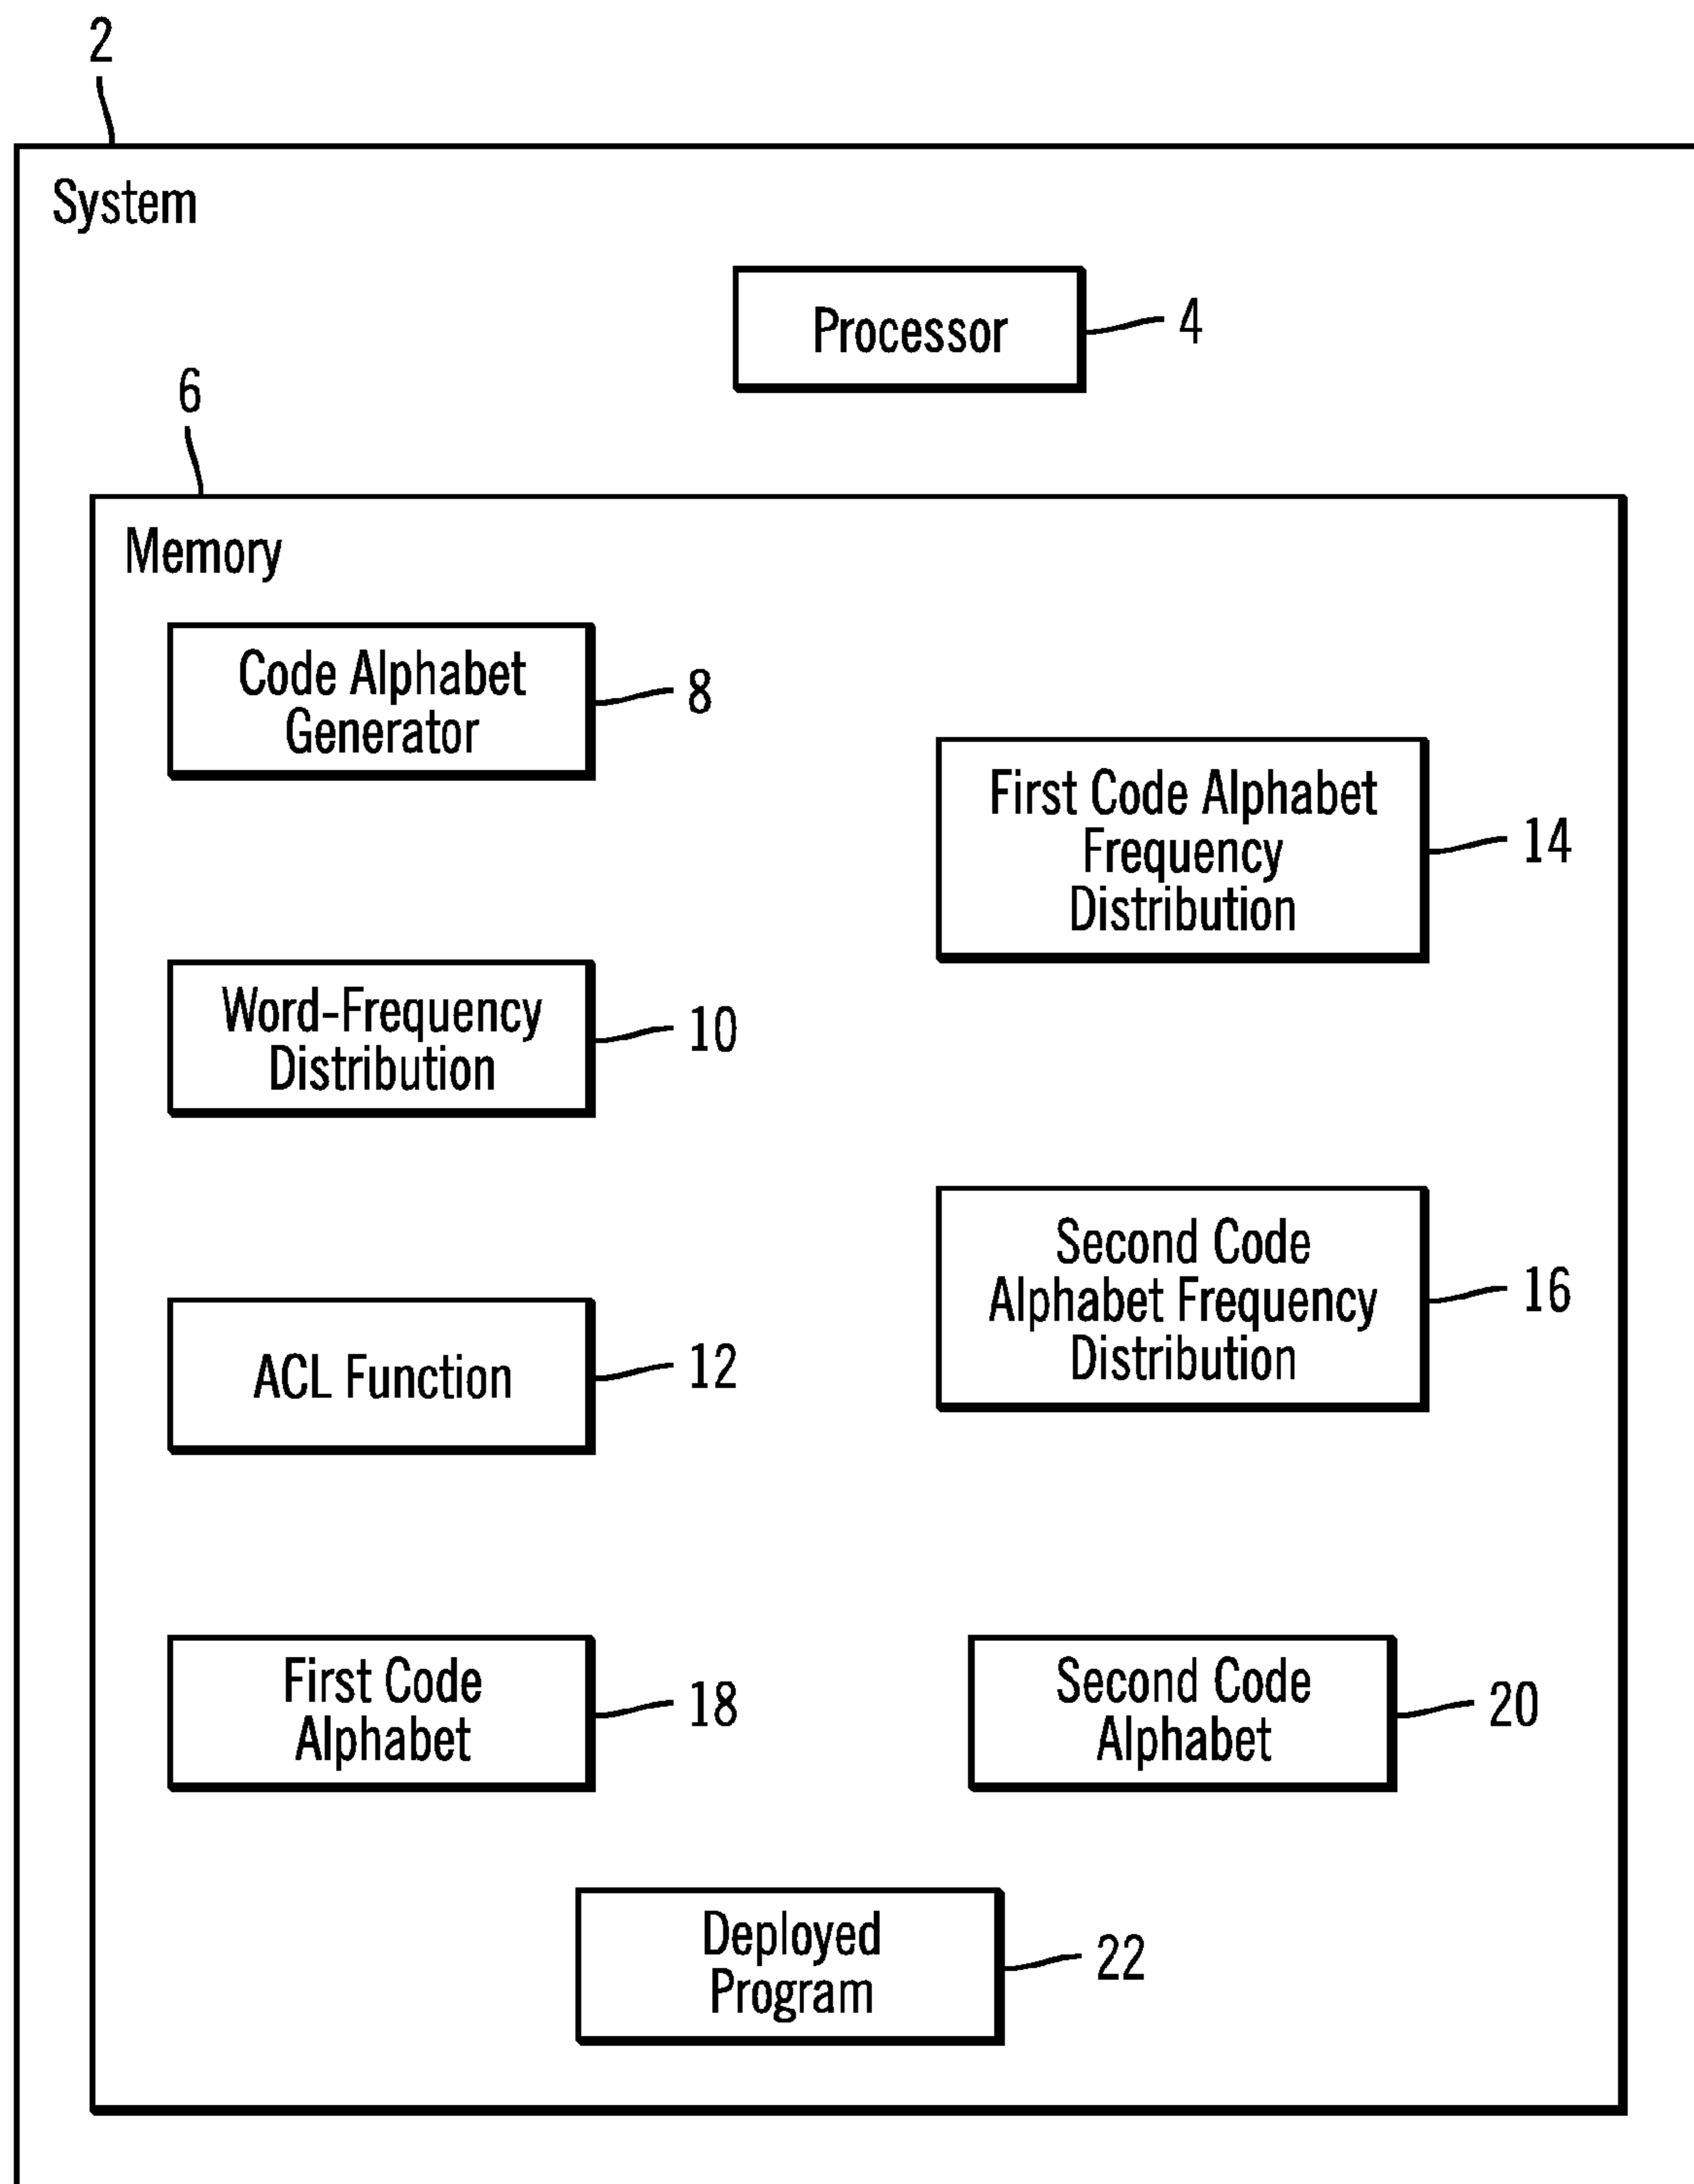 2
System
Processor
4
6
Memory
Code Alphabet
Generator
8
First Code Alphabet
Frequency
Distribution
14
Word-Frequency
Distribution
10
Second Code
Alphabet Frequency
Distribution
16
ACL Function
12
First Code
Alphabet
18
Second Code
Alphabet
20
Deployed
Program
22